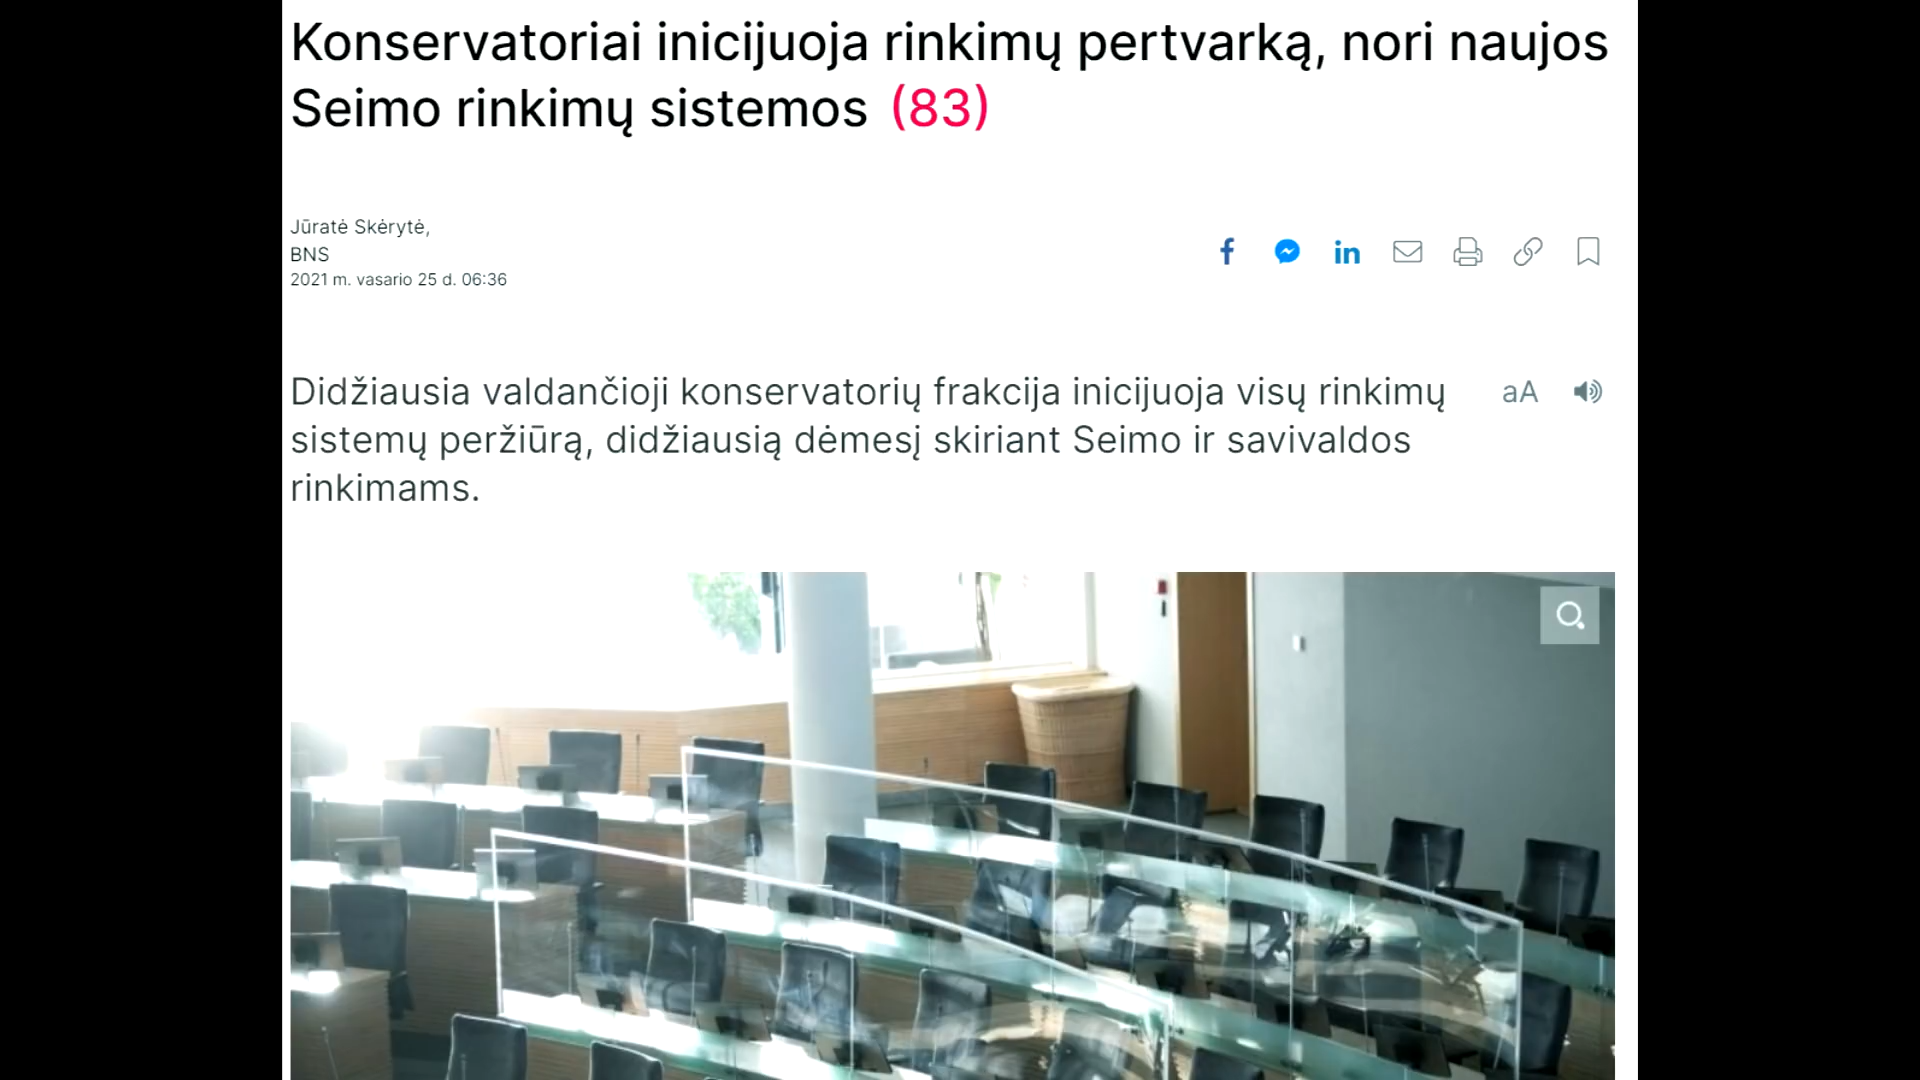 Konservatoriai inicijuoja rinkimų pertvarką, nori naujos
Seimo rinkimų sistemos (83)
Jūratė Skėrytė,
BNS
2021 m. vasario 25 d. 06:36
Didžiausia valdančioji konservatorių frakcija inicijuoja visų rinkimų
sistemų peržiūrą, didžiausią dėmesį skiriant Seimo ir savivaldos
rinkimams.
aA